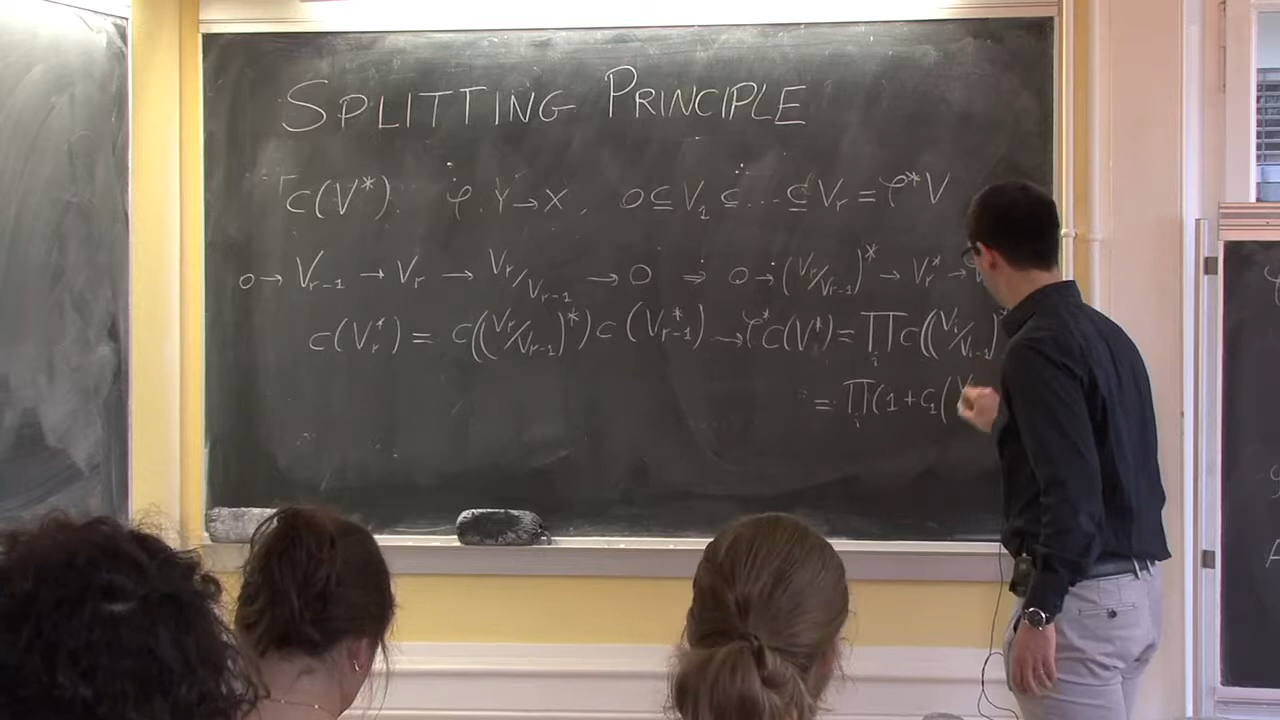 SPLITTING PRINCIPLE
c(V*). φ: Y → X, 0 ⊆ V₁ ⊆ ... ⊆ Vᵣ = φ*V
0 → Vᵣ₋₁ → Vᵣ → Vᵣ/Vᵣ₋₁ → 0 ⇒ 0 → (Vᵣ/Vᵣ₋₁)* → Vᵣ* →
c(Vᵣ*) = c((Vᵣ/Vᵣ₋₁)*) c(Vᵣ₋₁*) → φ*c(V*) = ∏ᵢ c((Vᵢ/Vᵢ₋₁)*
= ∏ᵢ (1 + c₁(